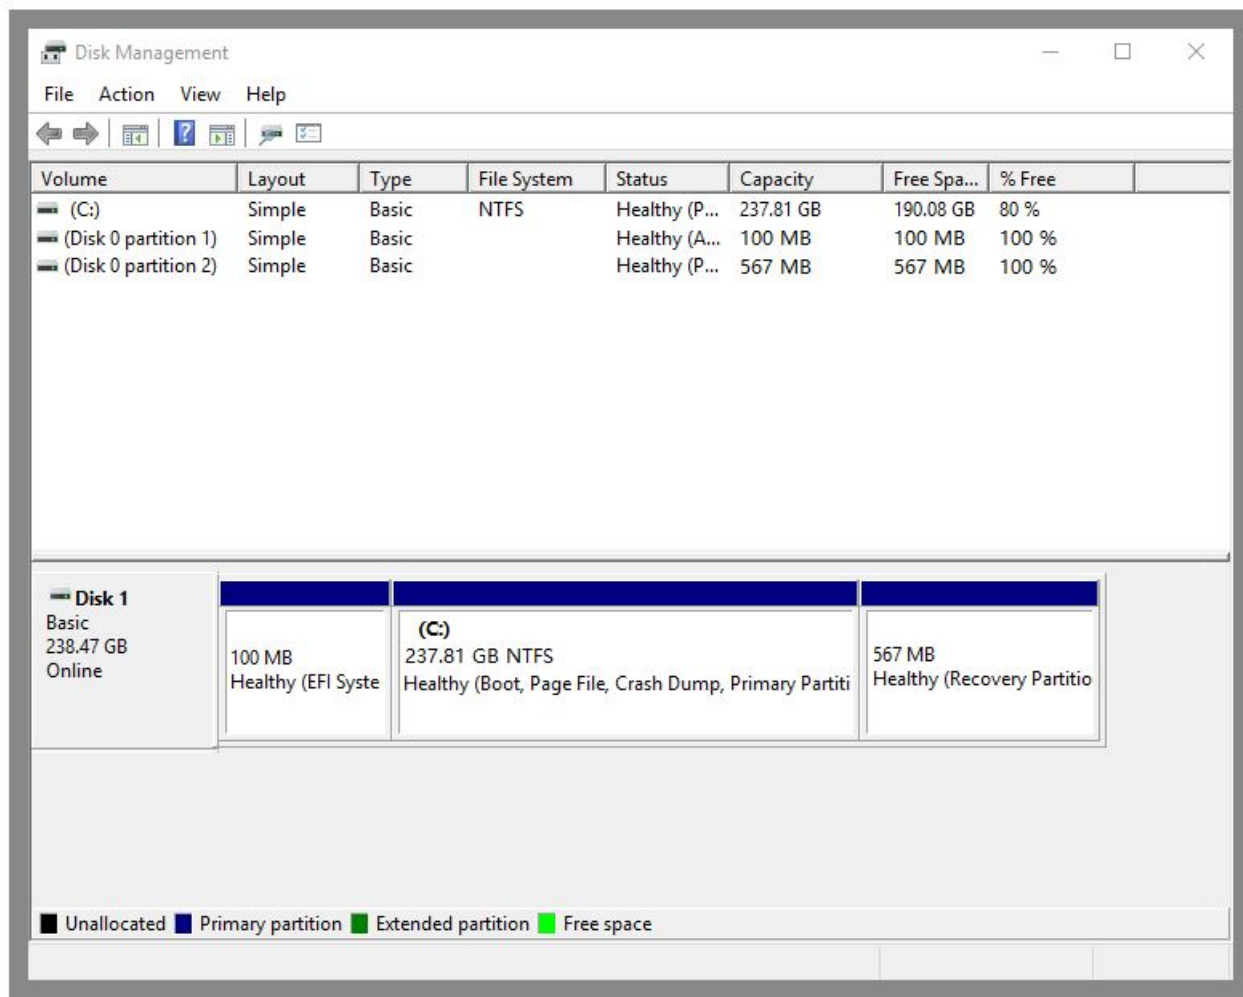 Disk Management
File Action View Help
Volume Layout Type File System Status Capacity Free Spa... % Free
(C:) Simple Basic NTFS Healthy (P... 237.81 GB 190.08 GB 80 %
(Disk 0 partition 1) Simple Basic Healthy (A... 100 MB 100 MB 100 %
(Disk 0 partition 2) Simple Basic Healthy (P... 567 MB 567 MB 100 %
Disk 1
Basic
238.47 GB
Online
100 MB
Healthy (EFI Syste
(C:)
237.81 GB NTFS
Healthy (Boot, Page File, Crash Dump, Primary Partiti
567 MB
Healthy (Recovery Partitio
Unallocated Primary partition Extended partition Free space